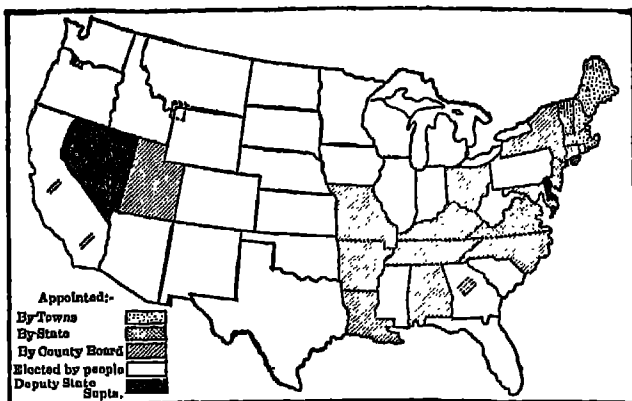 Appointed:-
By Towns
By State
By County Board
Elected by people
Deputy State
Supts.